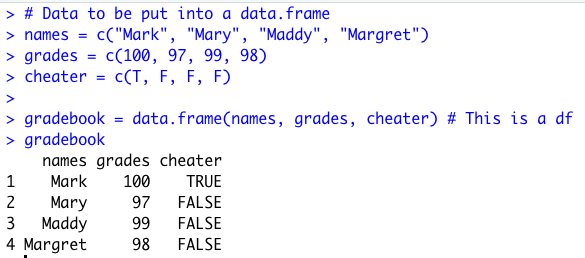 > # Data to be put into a data.frame
> names = c("Mark", "Mary", "Maddy", "Margret")
> grades = c(100, 97, 99, 98)
> cheater = c(T, F, F, F)
>
> gradebook = data.frame(names, grades, cheater) # This is a df
> gradebook
    names grades cheater
1    Mark    100    TRUE
2    Mary     97   FALSE
3   Maddy     99   FALSE
4 Margret     98   FALSE